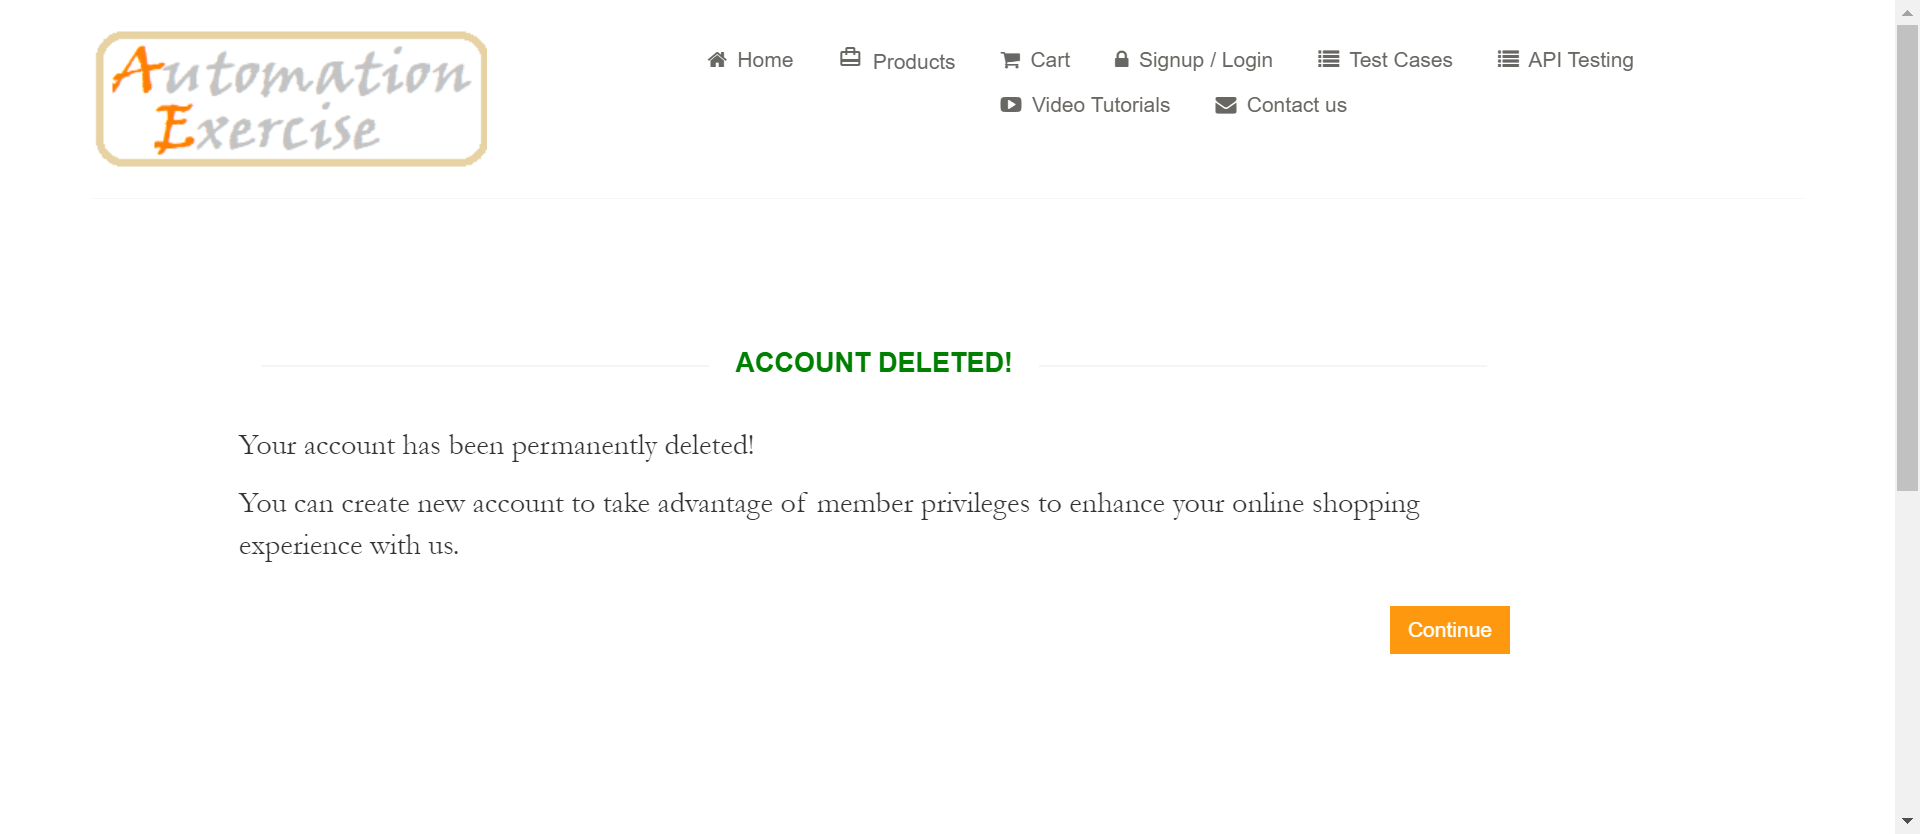 Automation
Exercise
Home Products Cart Signup / Login Test Cases API Testing
Video Tutorials Contact us
ACCOUNT DELETED!
Your account has been permanently deleted!
You can create new account to take advantage of member privileges to enhance your online shopping
experience with us.
Continue